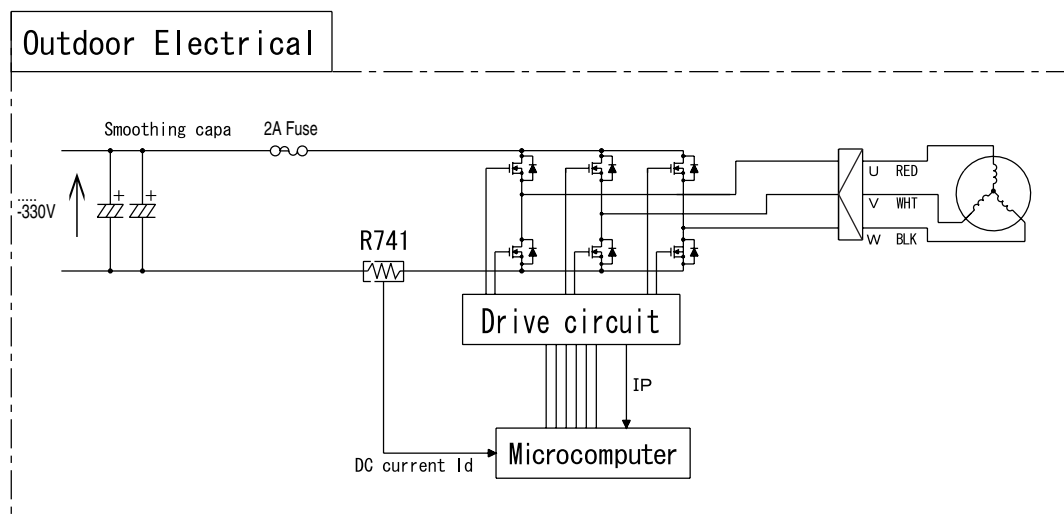 Outdoor Electrical
Smoothing capa
2A Fuse
-330V
R741
U RED
V WHT
W BLK
Drive circuit
IP
Microcomputer
DC current Id